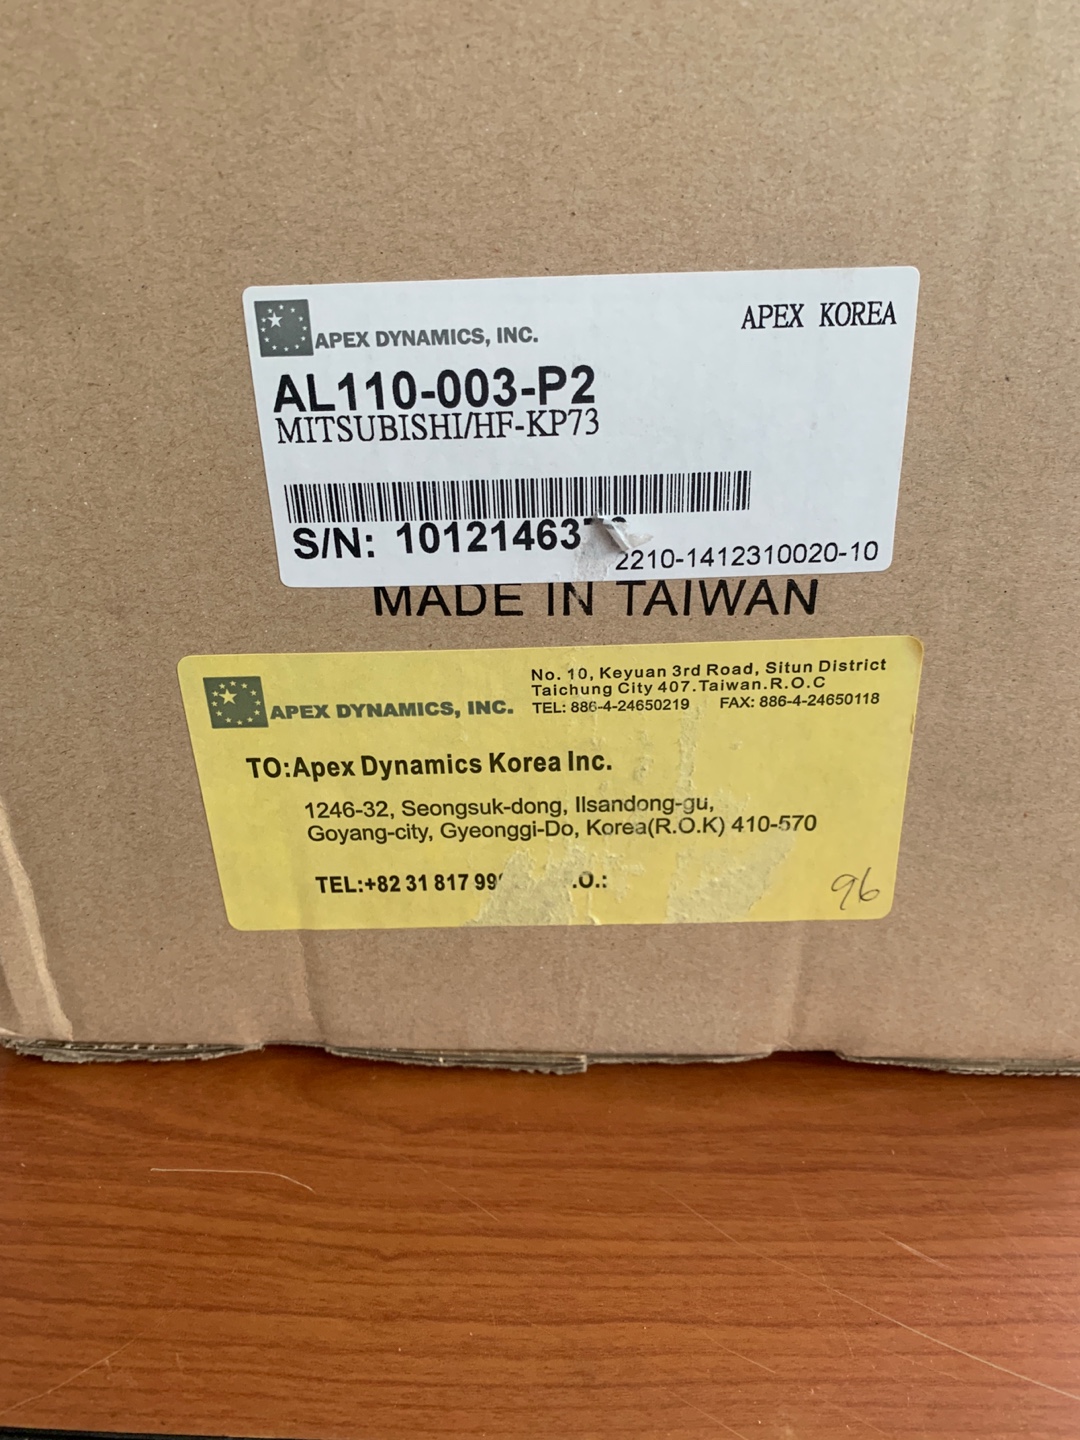 APEX DYNAMICS, INC.
APEX KOREA
AL110-003-P2
MITSUBISHI/HF-KP73
S/N:
2210-1412310020-10
MADE IN TAIWAN
APEX DYNAMICS, INC.
No. 10, Keyuan 3rd Road, Situn District
Taichung City 407.Taiwan.R.O.C
TEL: 886-4-24650219 FAX: 886-4-24650118
TO:Apex Dynamics Korea Inc.
1246-32, Seongsuk-dong, Ilsandong-gu,
Goyang-city, Gyeonggi-Do, Korea(R.O.K) 410-570
TEL:+82 31 817
96